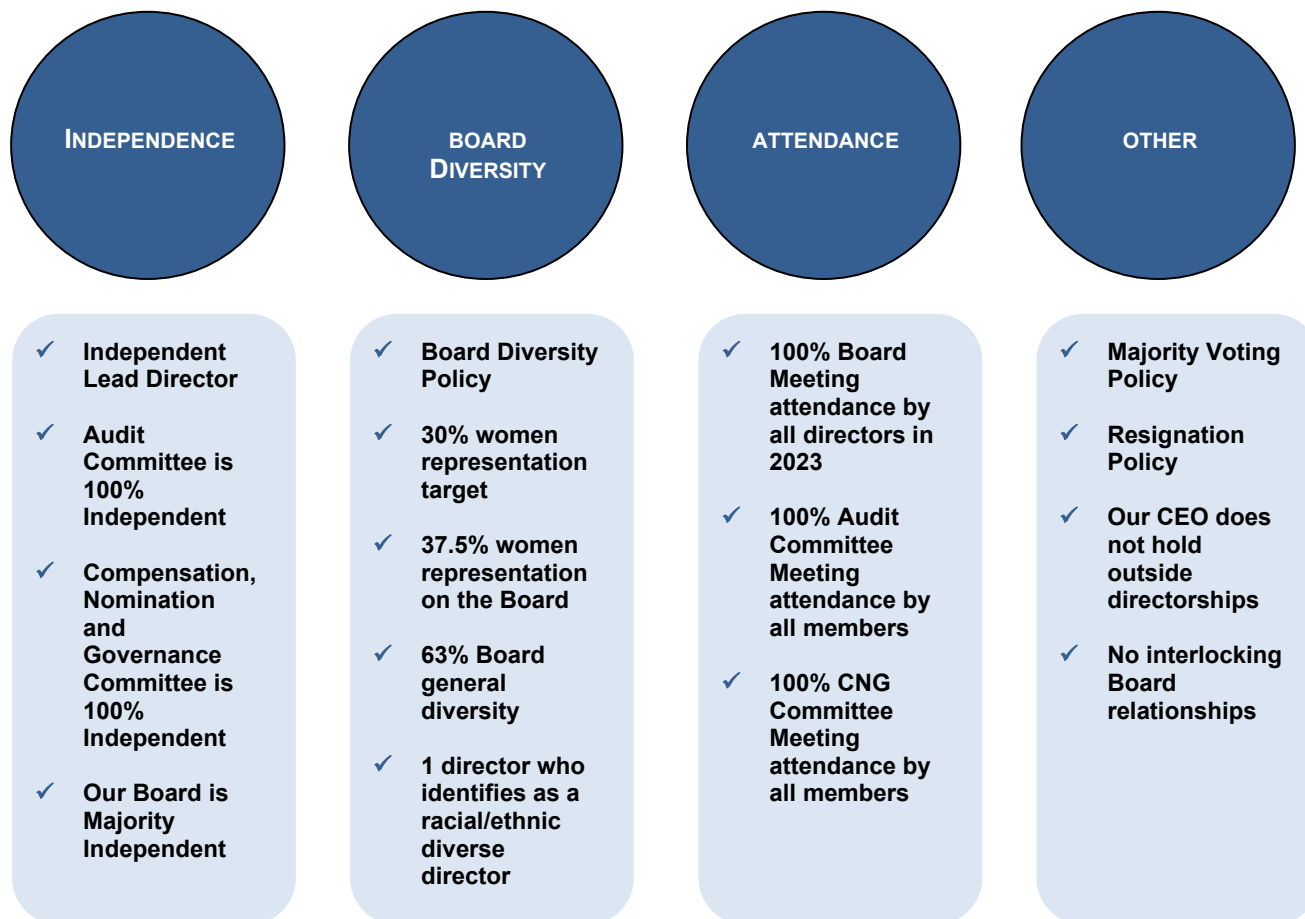 INDEPENDENCE
Independent
Lead Director
Audit
Committee is
100%
Independent
Compensation,
Nomination
and
Governance
Committee is
100%
Independent
Our Board is
Majority
Independent
BOARD
DIVERSITY
Board Diversity
Policy
30% women
representation
target
37.5% women
representation
on the Board
63% Board
general
diversity
1 director who
identifies as a
racial/ethnic
diverse
director
ATTENDANCE
100% Board
Meeting
attendance by
all directors in
2023
100% Audit
Committee
Meeting
attendance by
all members
100% CNG
Committee
Meeting
attendance by
all members
OTHER
Majority Voting
Policy
Resignation
Policy
Our CEO does
not hold
outside
directorships
No interlocking
Board
relationships